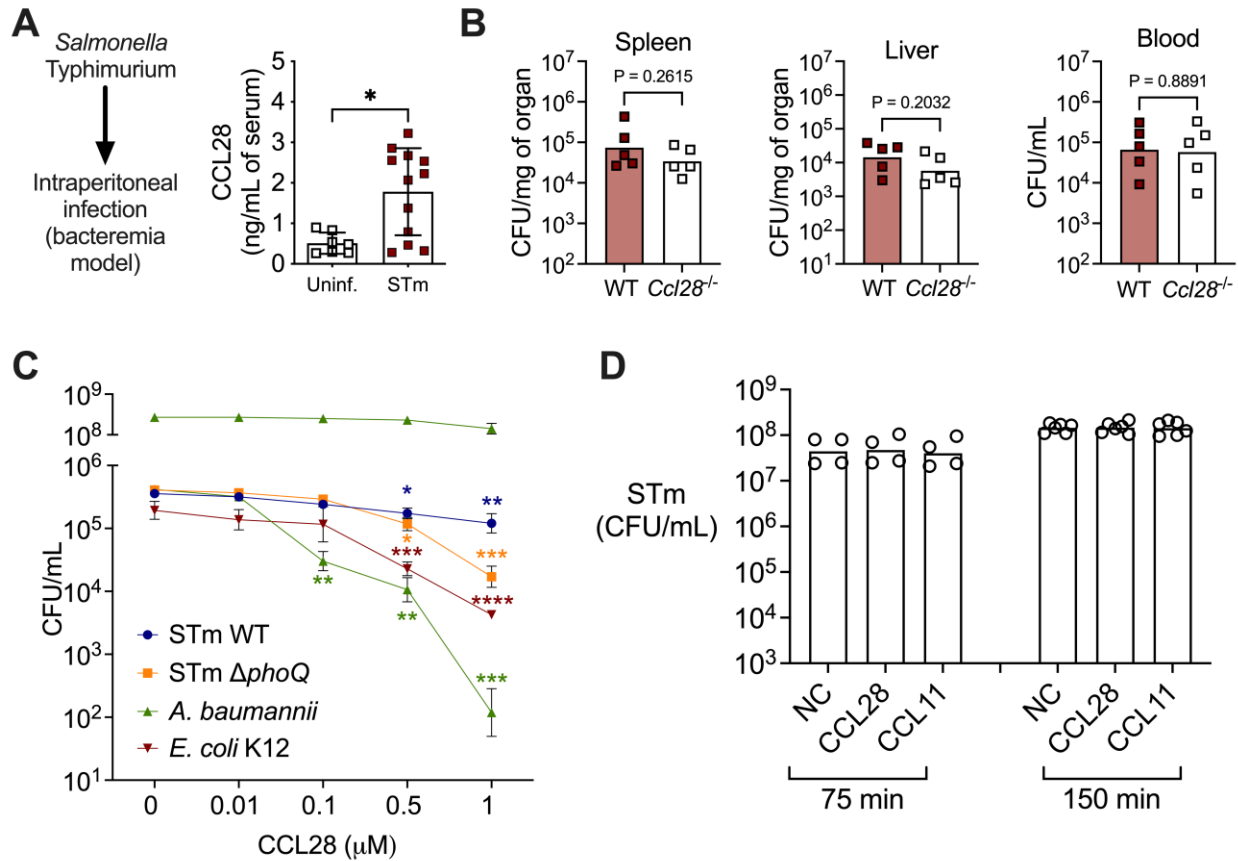 A
Salmonella
Typhimurium
Intraperitoneal
infection
(bacteremia
model)
CCL28
(ng/mL of serum)
5
4
3
2
1
0
*
Uninf.
STm
B
Spleen
CFU/mg of organ
10⁷
10⁶
10⁵
10⁴
10³
10²
10¹
10⁰
P = 0.2615
WT
Ccl28⁻/⁻
Liver
CFU/mg of organ
10⁷
10⁶
10⁵
10⁴
10³
10²
10¹
P = 0.2032
WT
Ccl28⁻/⁻
Blood
CFU/mL
10⁷
10⁶
10⁵
10⁴
10³
10²
P = 0.8891
WT
Ccl28⁻/⁻
C
CFU/mL
10⁹
10⁸
10⁶
10⁵
10⁴
10³
10²
10¹
*
**
*
***
***
****
**
**
***
STm WT
STm ΔphoQ
A. baumannii
E. coli K12
0
0.01
0.1
0.5
1
CCL28 (μM)
D
STm
(CFU/mL)
10⁹
10⁸
10⁷
10⁶
10⁵
10⁴
10³
NC
CCL28
CCL11
NC
CCL28
CCL11
75 min
150 min